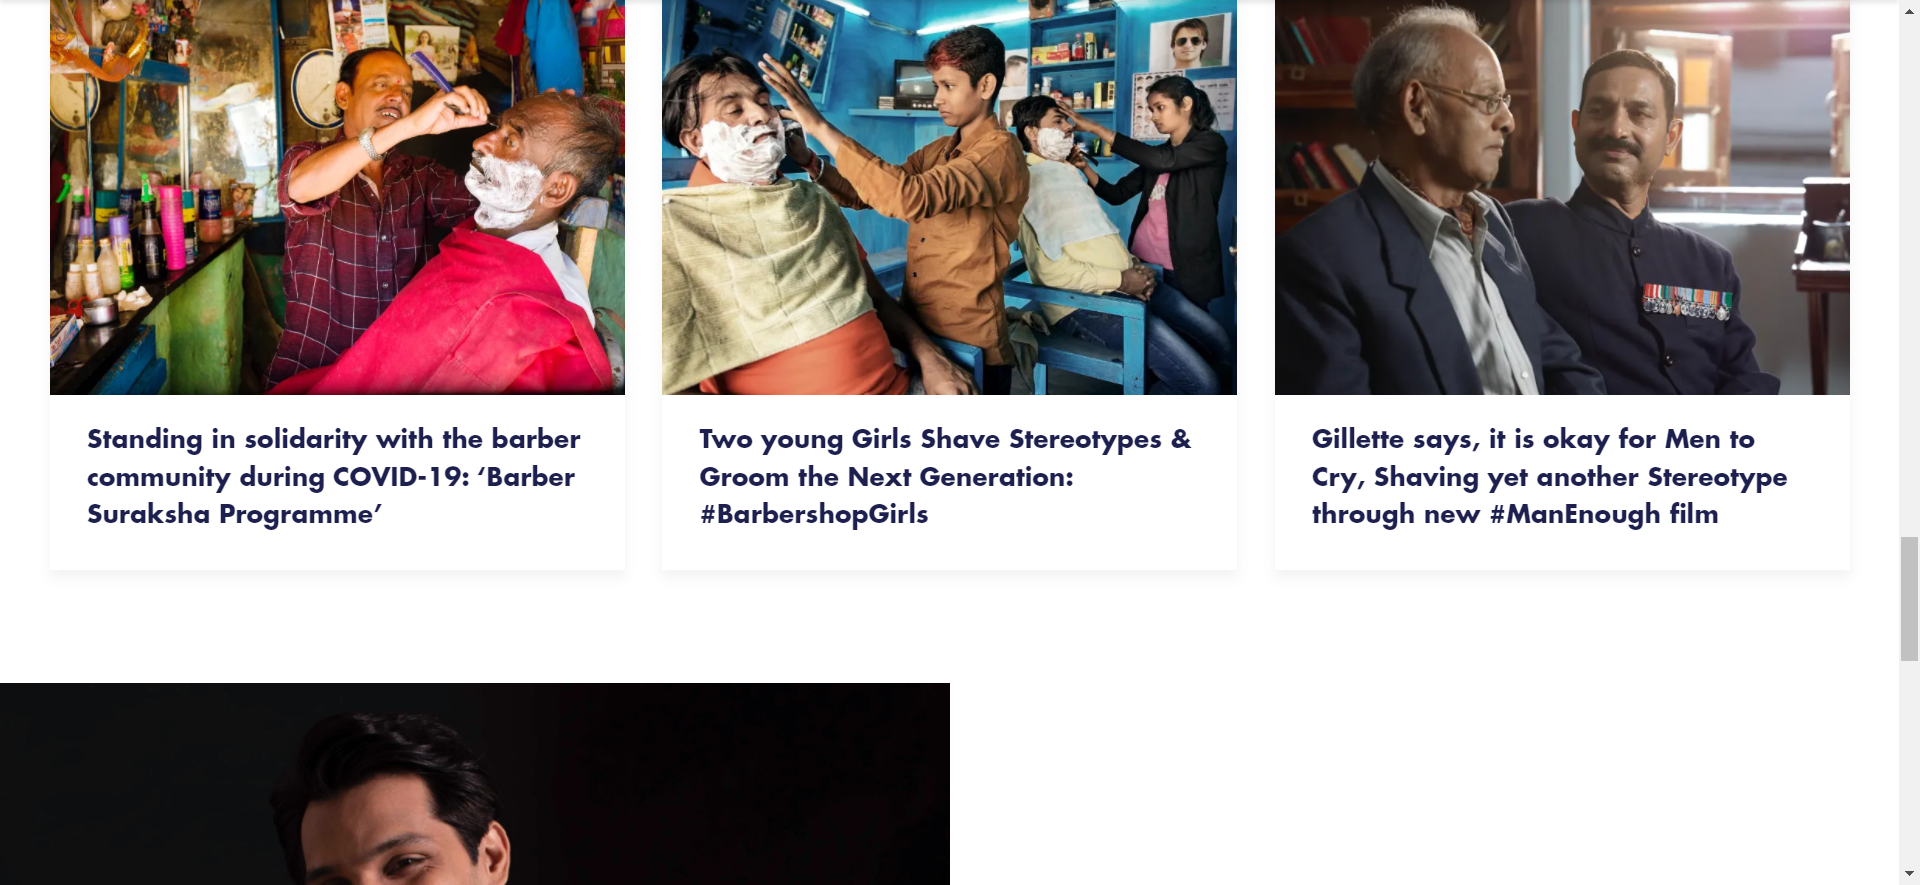 Standing in solidarity with the barber
community during COVID-19: ‘Barber
Suraksha Programme’
Two young Girls Shave Stereotypes &
Groom the Next Generation:
#BarbershopGirls
Gillette says, it is okay for Men to
Cry, Shaving yet another Stereotype
through new #ManEnough film